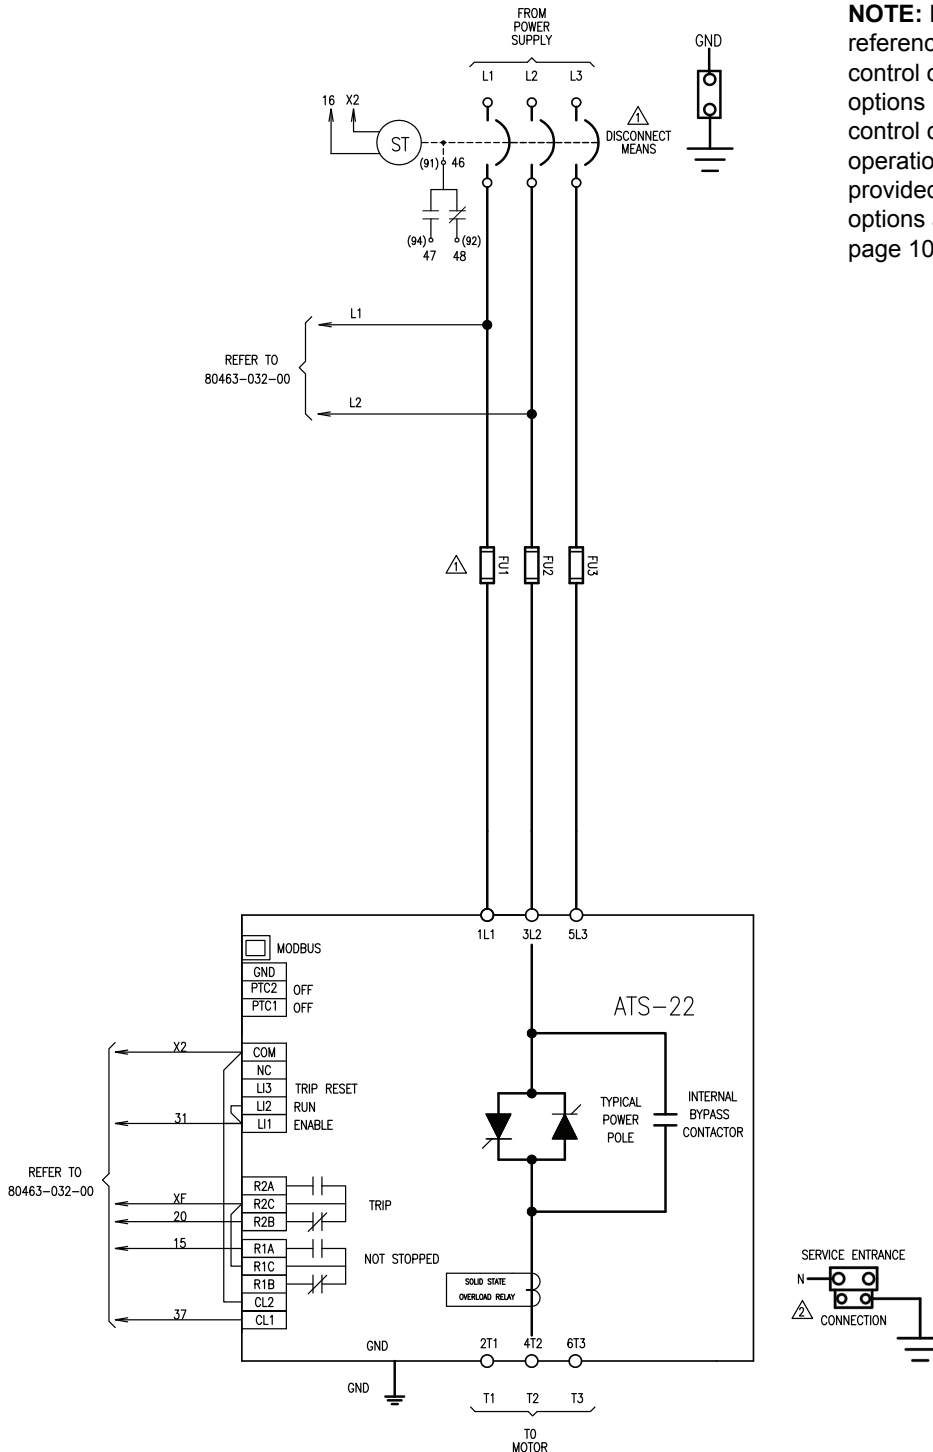 FROM
POWER
SUPPLY
L1 L2 L3
GND
NOTE:
control
options
control
provided
options
page 10
16 X2
ST
1
DISCONNECT
MEANS
(91) 46
(94) (92)
47 48
L1
REFER TO
80463-032-00
L2
1
FU1
FU2
FU3
1L1 3L2 5L3
MODBUS
GND
PTC2 OFF
PTC1 OFF
ATS-22
X2
COM
NC
LI3 TRIP RESET
LI2 RUN
31
LI1 ENABLE
TYPICAL
POWER
POLE
INTERNAL
BYPASS
CONTACTOR
REFER TO
80463-032-00
R2A
XF
R2C
TRIP
20
R2B
15
R1A
NOT STOPPED
R1C
R1B
CL2
37
CL1
SOLID STATE
OVERLOAD RELAY
SERVICE ENTRANCE
N
2
CONNECTION
GND
2T1 4T2 6T3
GND
T1 T2 T3
TO
MOTOR